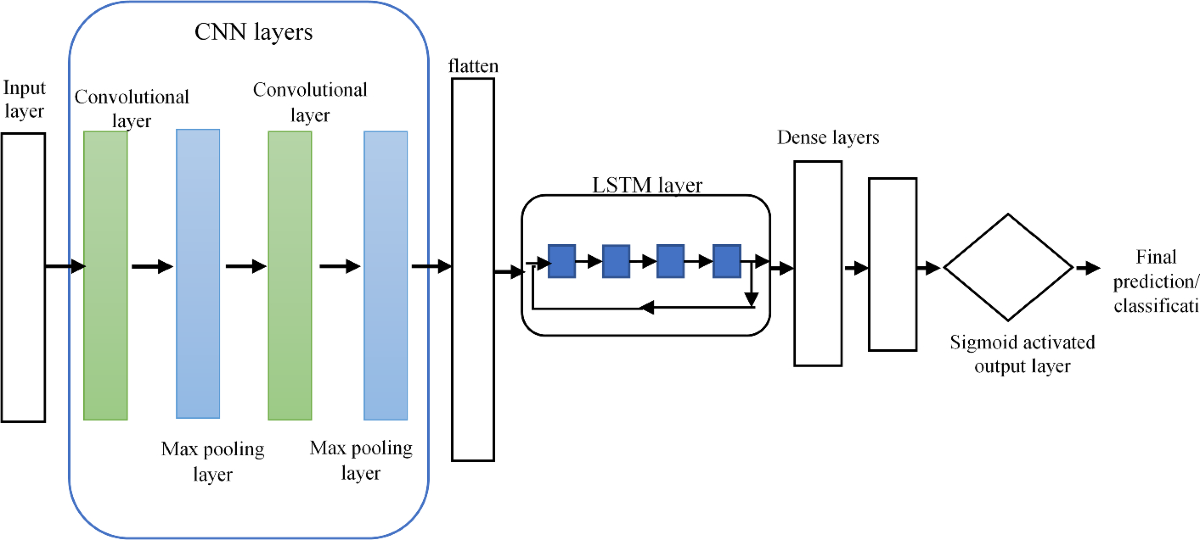 CNN layers
Input
layer
Convolutional
layer
Convolutional
layer
Max pooling
layer
Max pooling
layer
flatten
LSTM layer
Dense layers
Sigmoid activated
output layer
Final
prediction/
classificati